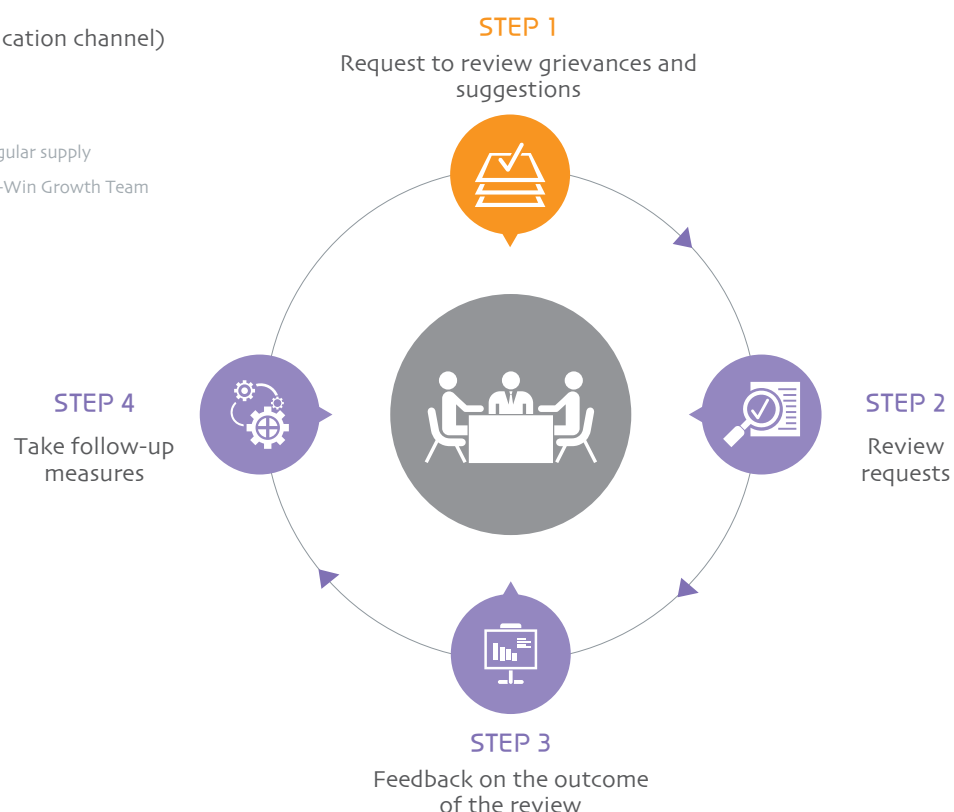 cation channel)
gular supply
-Win Growth Team
STEP 1
Request to review grievances and
suggestions
STEP 2
Review
requests
STEP 3
Feedback on the outcome
of the review
STEP 4
Take follow-up
measures